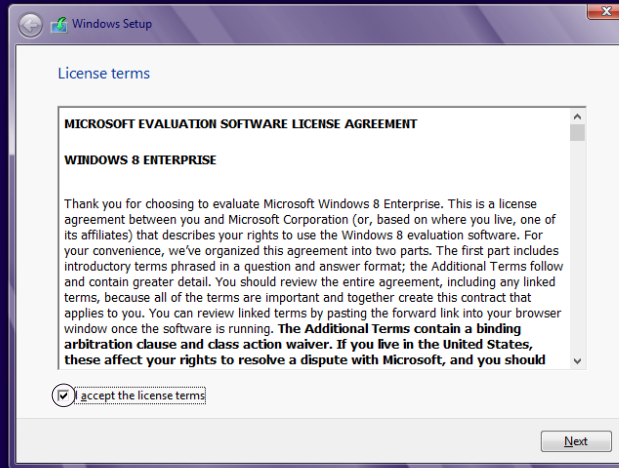 Windows Setup
License terms
MICROSOFT EVALUATION SOFTWARE LICENSE AGREEMENT
WINDOWS 8 ENTERPRISE
Thank you for choosing to evaluate Microsoft Windows 8 Enterprise. This is a license
agreement between you and Microsoft Corporation (or, based on where you live, one of
its affiliates) that describes your rights to use the Windows 8 evaluation software. For
your convenience, we've organized this agreement into two parts. The first part includes
introductory terms phrased in a question and answer format; the Additional Terms follow
and contain greater detail. You should review the entire agreement, including any linked
terms, because all of the terms are important and together create this contract that
applies to you. You can review linked terms by pasting the forward link into your browser
window once the software is running. The Additional Terms contain a binding
arbitration clause and class action waiver. If you live in the United States,
these affect your rights to resolve a dispute with Microsoft, and you should
I accept the license terms
Next